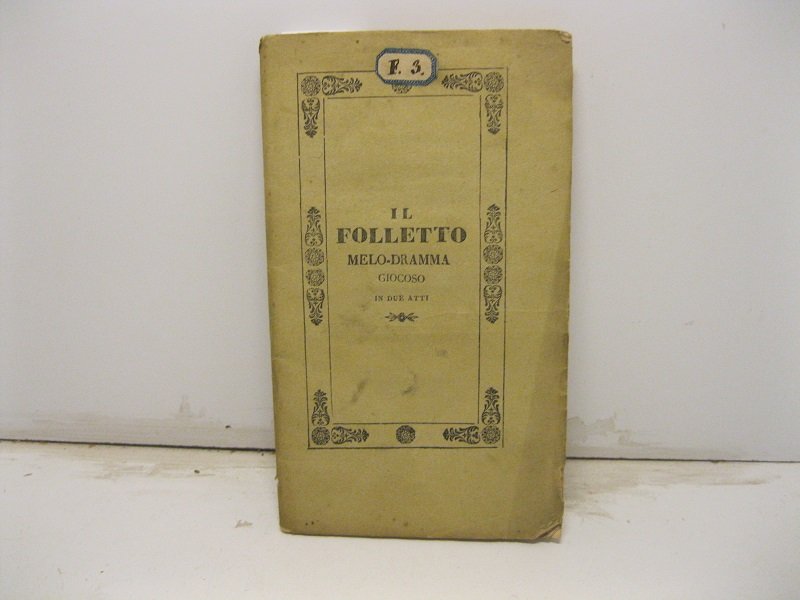 F. 3.
IL
FOLLETTO
MELO-DRAMMA
GIOCOSO
IN DUE ATTI